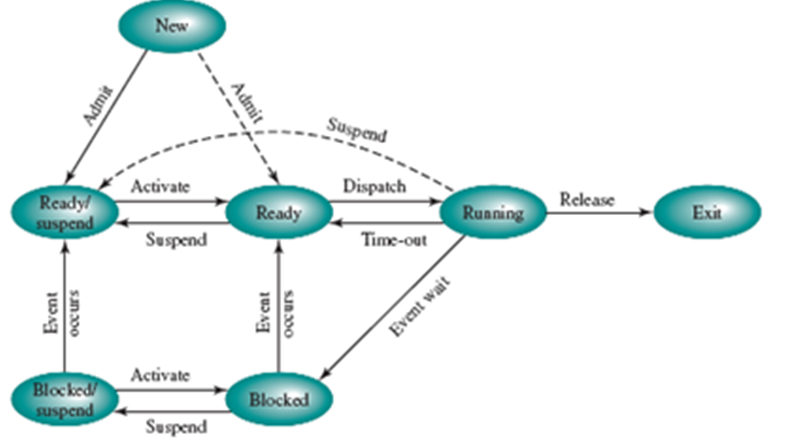 New
Admit
Admit
Suspend
Ready/
suspend
Activate
Suspend
Ready
Dispatch
Time-out
Running
Release
Exit
Event
occurs
Event
occurs
Event wait
Blocked/
suspend
Activate
Suspend
Blocked